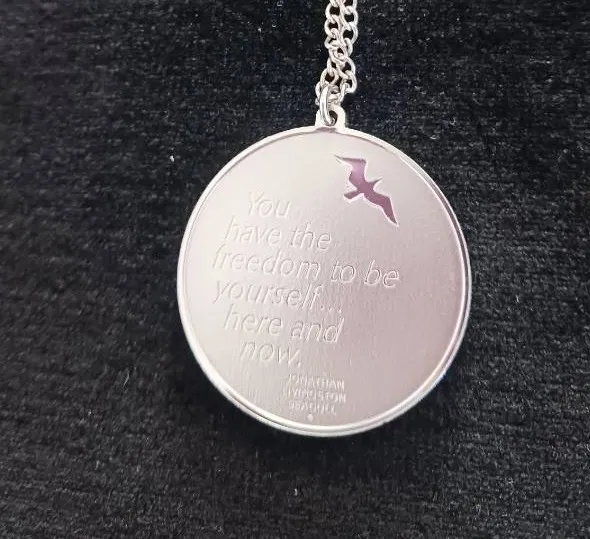 You
have the
freedom to be
yourself...
here and
now.
JONATHAN
LIVINGSTON
SEAGULL